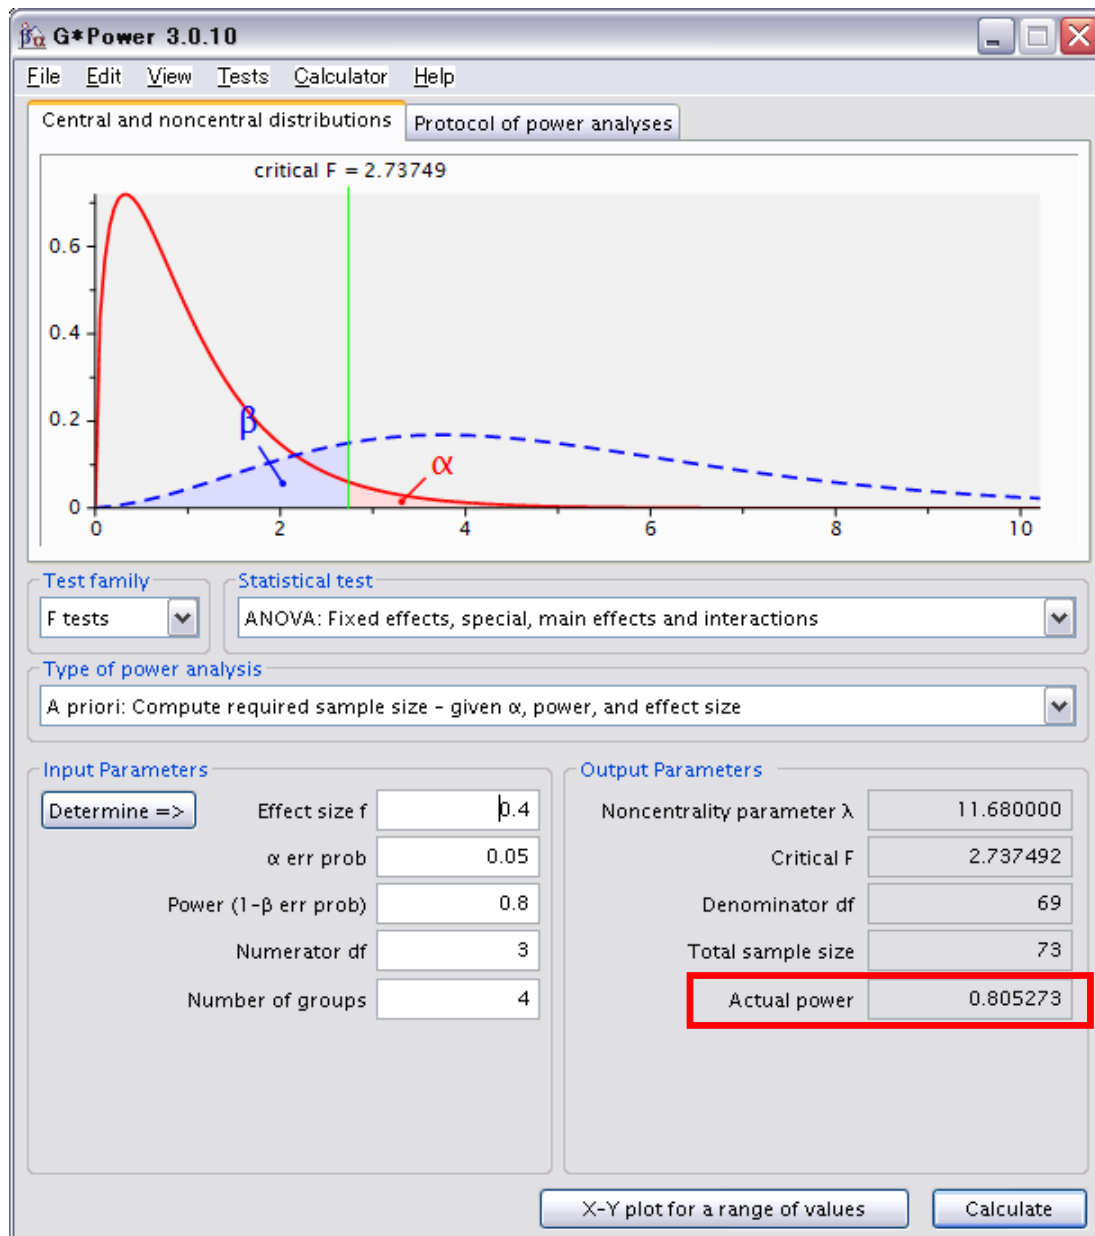 G*Power 3.0.10
File Edit View Tests Calculator Help
Central and noncentral distributions Protocol of power analyses
critical F = 2.73749
0.6
0.4
0.2
0
β
α
0 2 4 6 8 10
Test family Statistical test
F tests ANOVA: Fixed effects, special, main effects and interactions
Type of power analysis
A priori: Compute required sample size – given α, power, and effect size
Input Parameters Output Parameters
Determine => Effect size f 0.4 Noncentrality parameter λ 11.680000
α err prob 0.05 Critical F 2.737492
Power (1-β err prob) 0.8 Denominator df 69
Numerator df 3 Total sample size 73
Number of groups 4 Actual power 0.805273
X-Y plot for a range of values Calculate